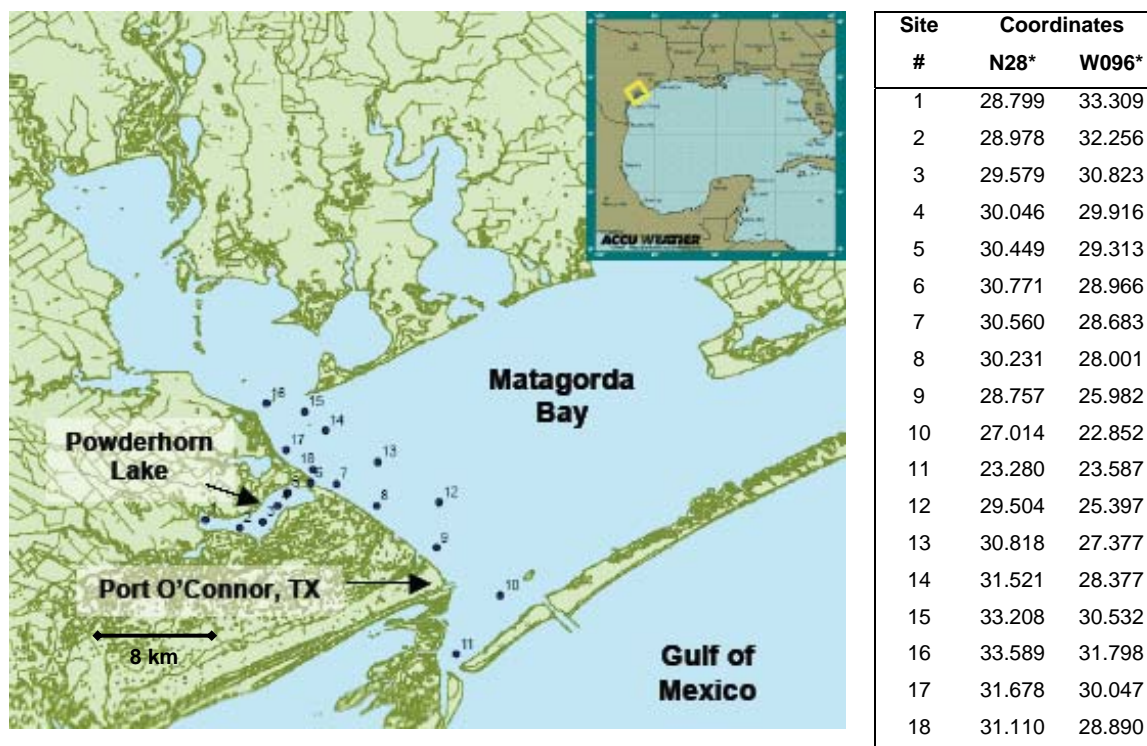 ACCU WEATHER
Matagorda
Bay
16
15
14
Powderhorn
Lake
17
13
18
6
7
5
8
12
9
Port O'Connor, TX
10
8 km
11
Gulf of
Mexico
Site Coordinates
# N28* W096*
1 28.799 33.309
2 28.978 32.256
3 29.579 30.823
4 30.046 29.916
5 30.449 29.313
6 30.771 28.966
7 30.560 28.683
8 30.231 28.001
9 28.757 25.982
10 27.014 22.852
11 23.280 23.587
12 29.504 25.397
13 30.818 27.377
14 31.521 28.377
15 33.208 30.532
16 33.589 31.798
17 31.678 30.047
18 31.110 28.890